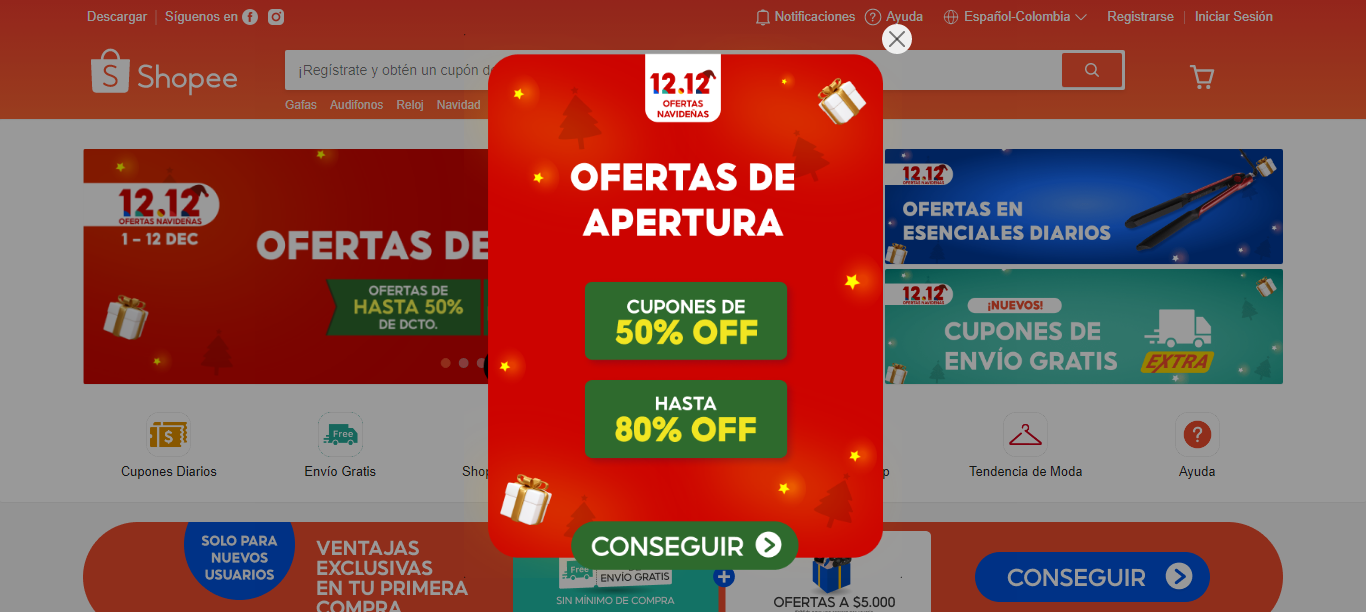 Descargar
Síguenos en
Notificaciones
Ayuda
Español-Colombia
Registrarse
Iniciar Sesión
Shopee
¡Regístrate y obtén un cupón
Gafas
Audifonos
Reloj
Navidad
12.12
OFERTAS
NAVIDEÑAS
OFERTAS DE
APERTURA
CUPONES DE
50% OFF
HASTA
80% OFF
CONSEGUIR
12.12
OFERTAS NAVIDEÑAS
1 – 12 DEC
OFERTAS DE
OFERTAS DE
HASTA 50%
DE DCTO.
12.12
OFERTAS NAVIDEÑAS
OFERTAS EN
ESENCIALES DIARIOS
12.12
OFERTAS NAVIDEÑAS
¡NUEVOS!
CUPONES DE
ENVÍO GRATIS
EXTRA
$
Cupones Diarios
Free
Envío Gratis
Shop
Tendencia de Moda
?
Ayuda
SOLO PARA
NUEVOS
USUARIOS
VENTAJAS
EXCLUSIVAS
EN TU PRIMERA
COMPRA
Free
ENVÍO GRATIS
SIN MÍNIMO DE COMPRA
OFERTAS A $5.000
CONSEGUIR